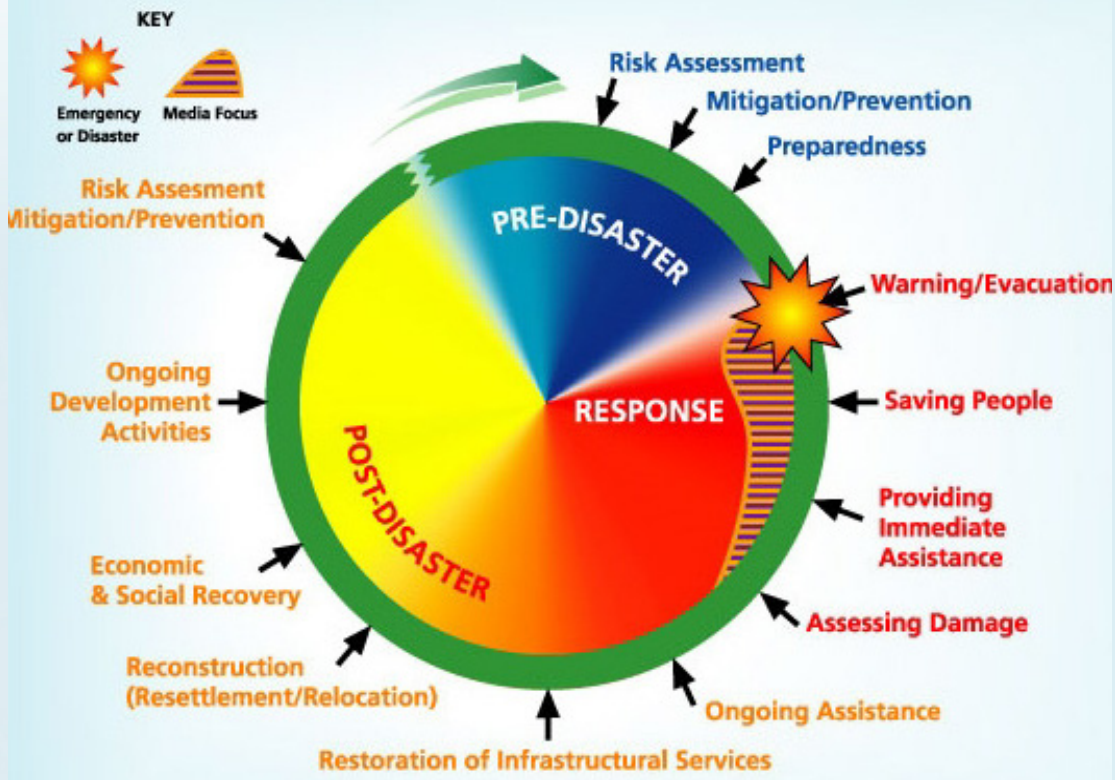 KEY
Emergency
or Disaster
Media Focus
Risk Assessment
Mitigation/Prevention
Preparedness
Warning/Evacuation
Saving People
Providing
Immediate
Assistance
Assessing Damage
Ongoing Assistance
Restoration of Infrastructural Services
Reconstruction
(Resettlement/Relocation)
Economic
& Social Recovery
Ongoing
Development
Activities
Risk Assesment
Mitigation/Prevention
PRE-DISASTER
RESPONSE
POST-DISASTER